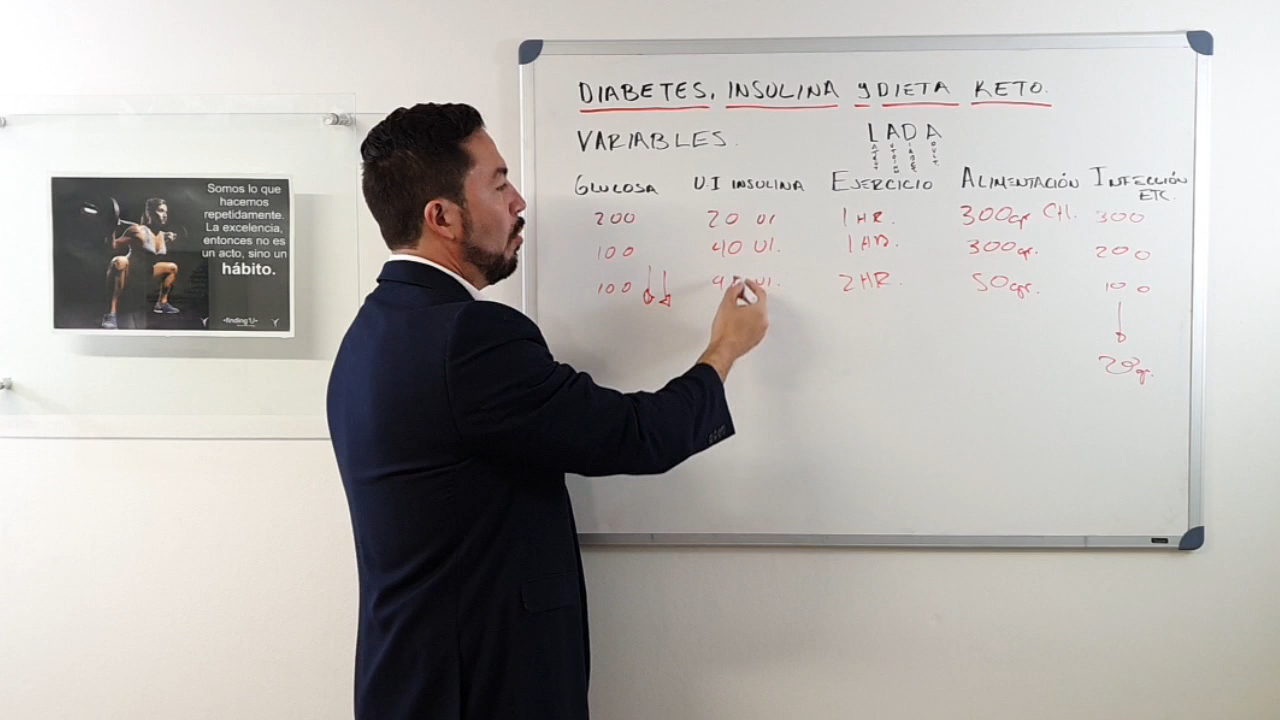 Somos lo que
hacemos
repetidamente.
La excelencia,
entonces no es
un acto, sino un
hábito.
-finding U-
DIABETES, INSULINA Y DIETA KETO.
VARIABLES.
LADA
GLUCOSA U.I INSULINA EJERCICIO ALIMENTACIÓN INFECCIÓN
ETC.
200 20 UI 1 HR. 300gr CH. 300
100 40 UI. 1 HR. 300gr. 200
100 UI. 2 HR. 50gr. 100
20gr.